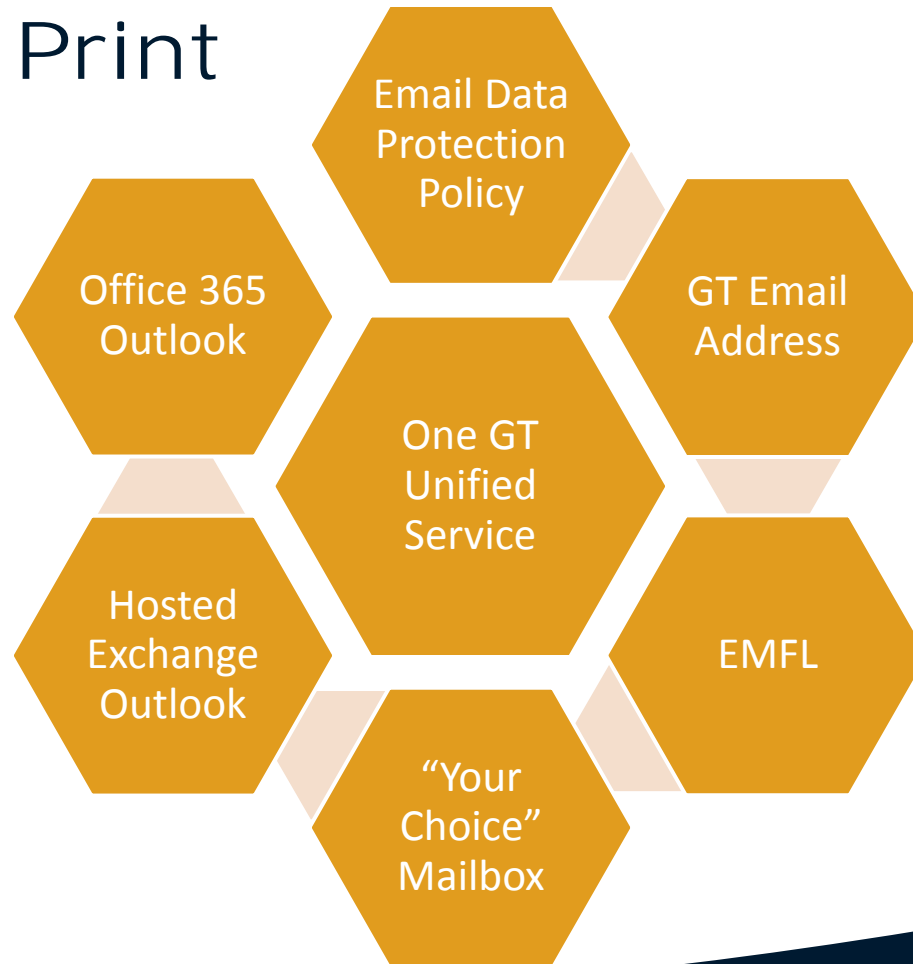 Print
Email Data
Protection
Policy
GT Email
Address
EMFL
“Your
Choice”
Mailbox
Hosted
Exchange
Outlook
Office 365
Outlook
One GT
Unified
Service